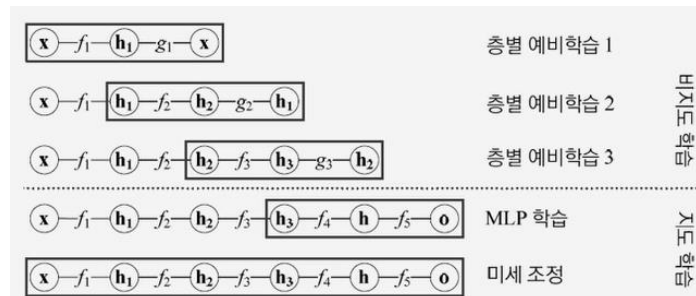 x f₁ h₁ g₁ x 층별 예비학습 1
x f₁ h₁ f₂ h₂ g₂ h₁ 층별 예비학습 2
x f₁ h₁ f₂ h₂ f₃ h₃ g₃ h₂ 층별 예비학습 3
비지도 학습
x f₁ h₁ f₂ h₂ f₃ h₃ f₄ h f₅ o MLP 학습
x f₁ h₁ f₂ h₂ f₃ h₃ f₄ h f₅ o 미세 조정
지도 학습